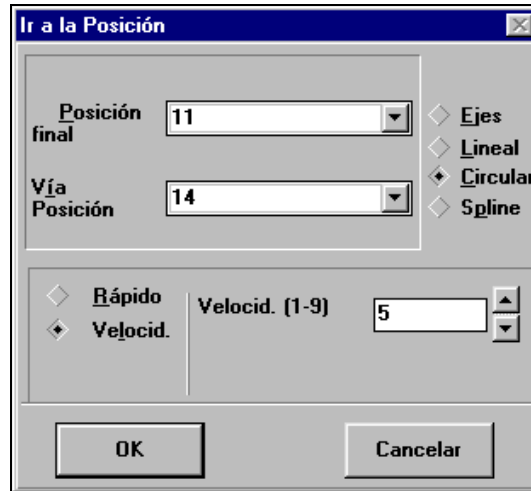 Ir a la Posición
Posición
final
11
Vía
Posición
14
Ejes
Lineal
Circular
Spline
Rápido
Velocid.
Velocid. (1-9)
5
OK
Cancelar